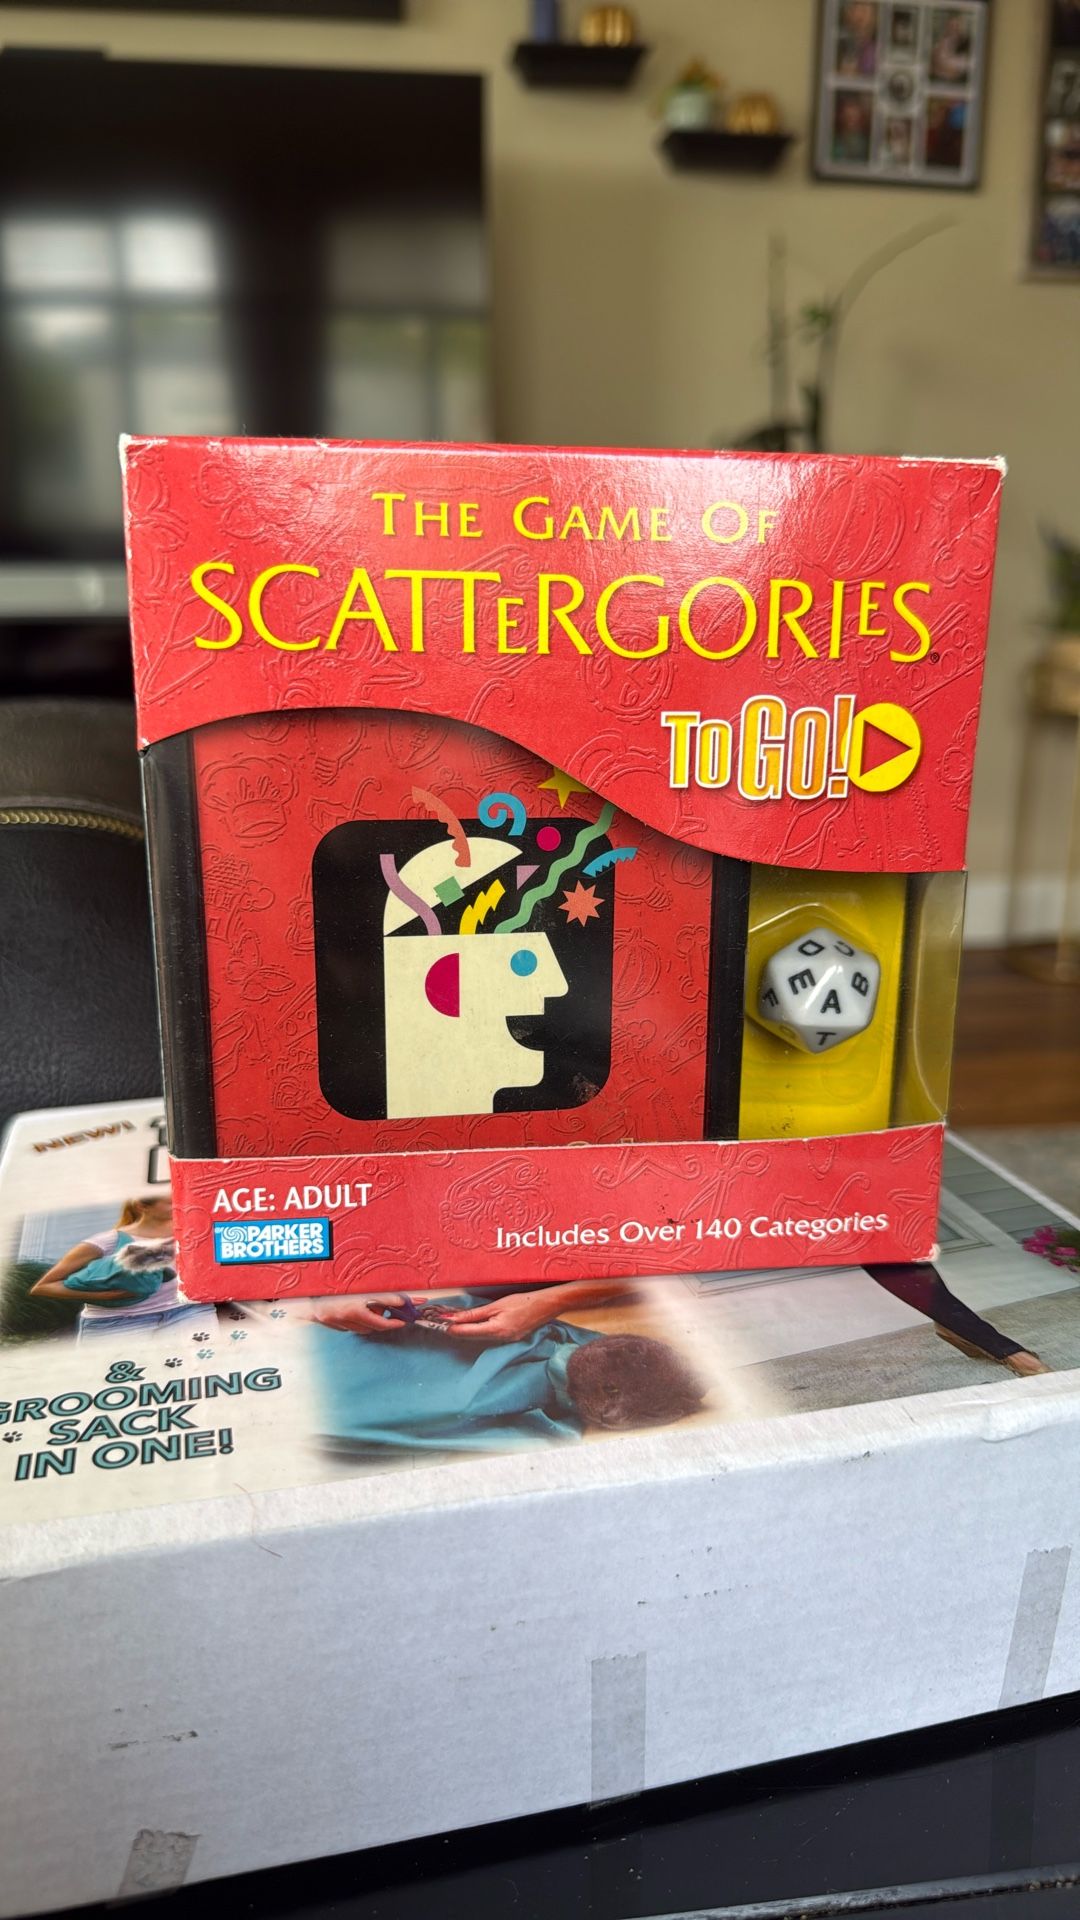 THE GAME OF
SCATTERGORIES®
TO GO!
D
C
E
B
F
A
T
AGE: ADULT
PARKER
BROTHERS
Includes Over 140 Categories
NEW!
&
GROOMING
SACK
IN ONE!